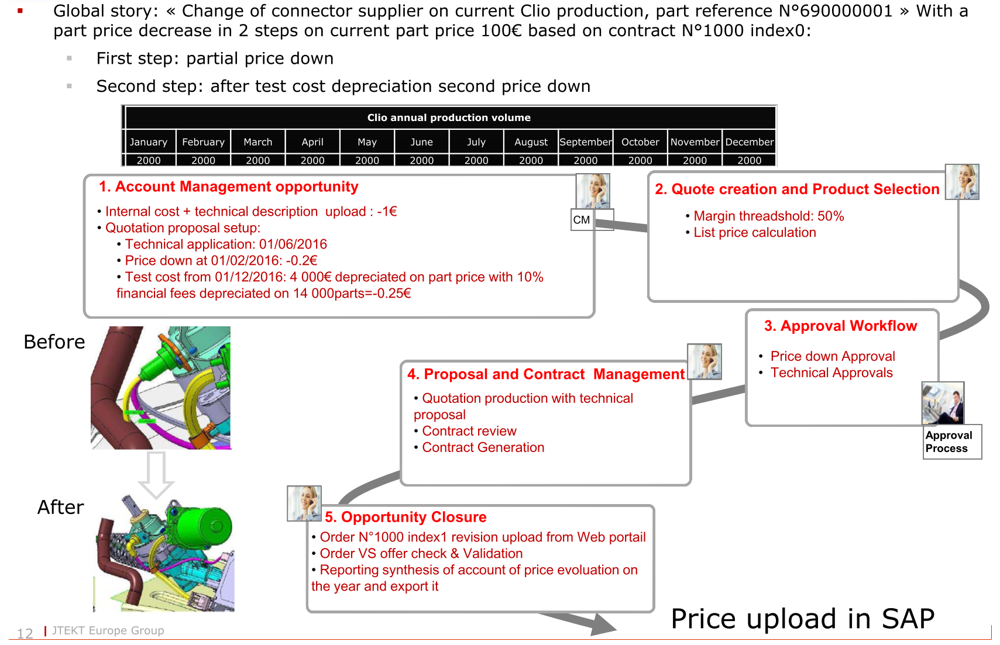 Global story: « Change of connector supplier on current Clio production, part reference N°690000001 » With a
part price decrease in 2 steps on current part price 100€ based on contract N°1000 index0:
First step: partial price down
Second step: after test cost depreciation second price down
Clio annual production volume
January February March April May June July August September October November December
2000 2000 2000 2000 2000 2000 2000 2000 2000 2000 2000 2000
1. Account Management opportunity
• Internal cost + technical description upload : -1€
• Quotation proposal setup:
• Technical application: 01/06/2016
• Price down at 01/02/2016: -0.2€
• Test cost from 01/12/2016: 4 000€ depreciated on part price with 10%
financial fees depreciated on 14 000parts=-0.25€
CM
2. Quote creation and Product Selection
• Margin threadshold: 50%
• List price calculation
3. Approval Workflow
• Price down Approval
• Technical Approvals
Approval
Process
4. Proposal and Contract Management
• Quotation production with technical
proposal
• Contract review
• Contract Generation
5. Opportunity Closure
• Order N°1000 index1 revision upload from Web portail
• Order VS offer check & Validation
• Reporting synthesis of account of price evoluation on
the year and export it
Before
After
Price upload in SAP
12 JTEKT Europe Group